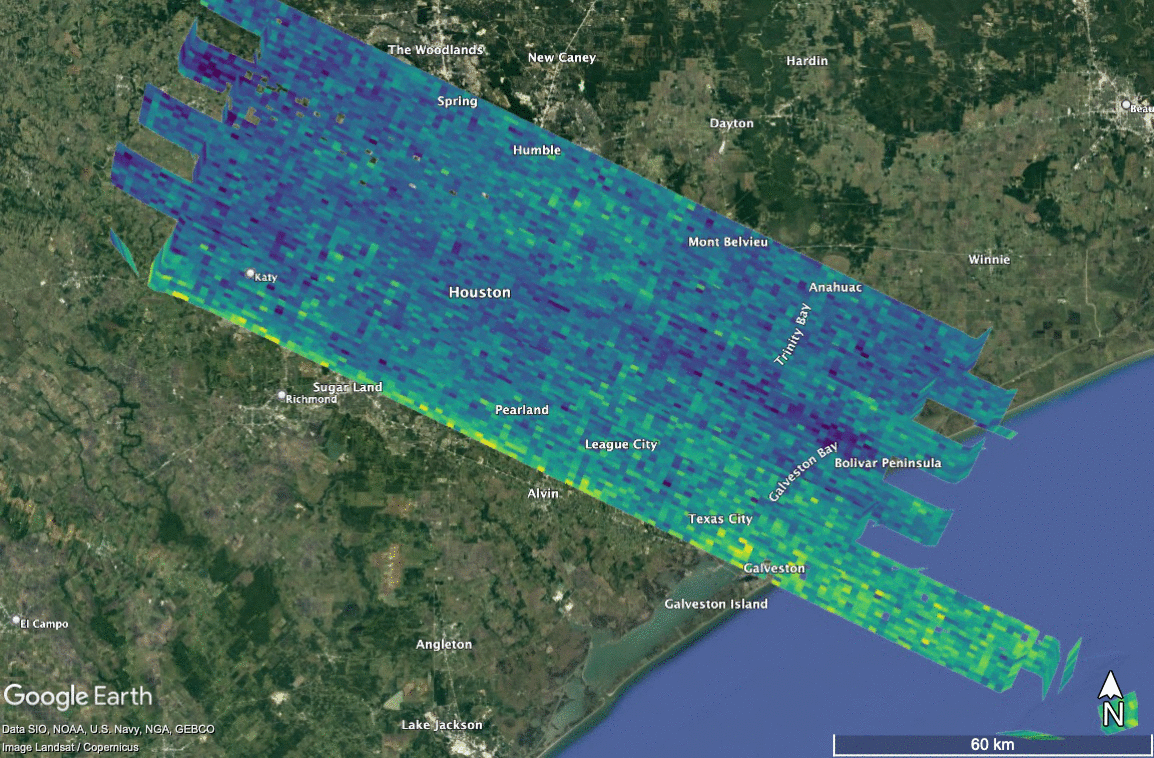 The Woodlands
New Caney
Hardin
Spring
Beau
Dayton
Humble
Mont Belvieu
Winnie
Katy
Anahuac
Houston
Trinity Bay
Sugar Land
Richmond
Pearland
League City
Galveston Bay
Bolivar Peninsula
Alvin
Texas City
Galveston
Galveston Island
El Campo
Angleton
Google Earth
N
Lake Jackson
Data SIO, NOAA, U.S. Navy, NGA, GEBCO
Image Landsat / Copernicus
60 km